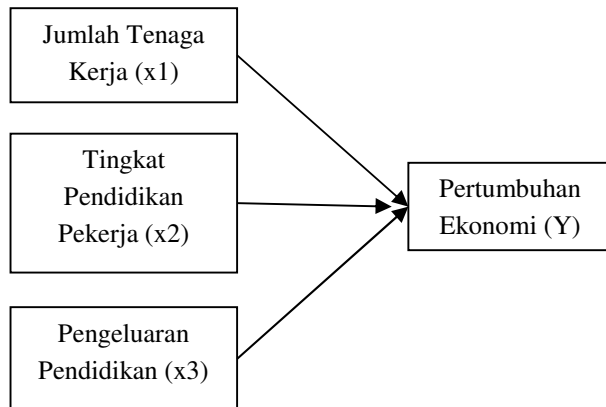 Jumlah Tenaga
Kerja (x1)
Tingkat
Pendidikan
Pekerja (x2)
Pertumbuhan
Ekonomi (Y)
Pengeluaran
Pendidikan (x3)